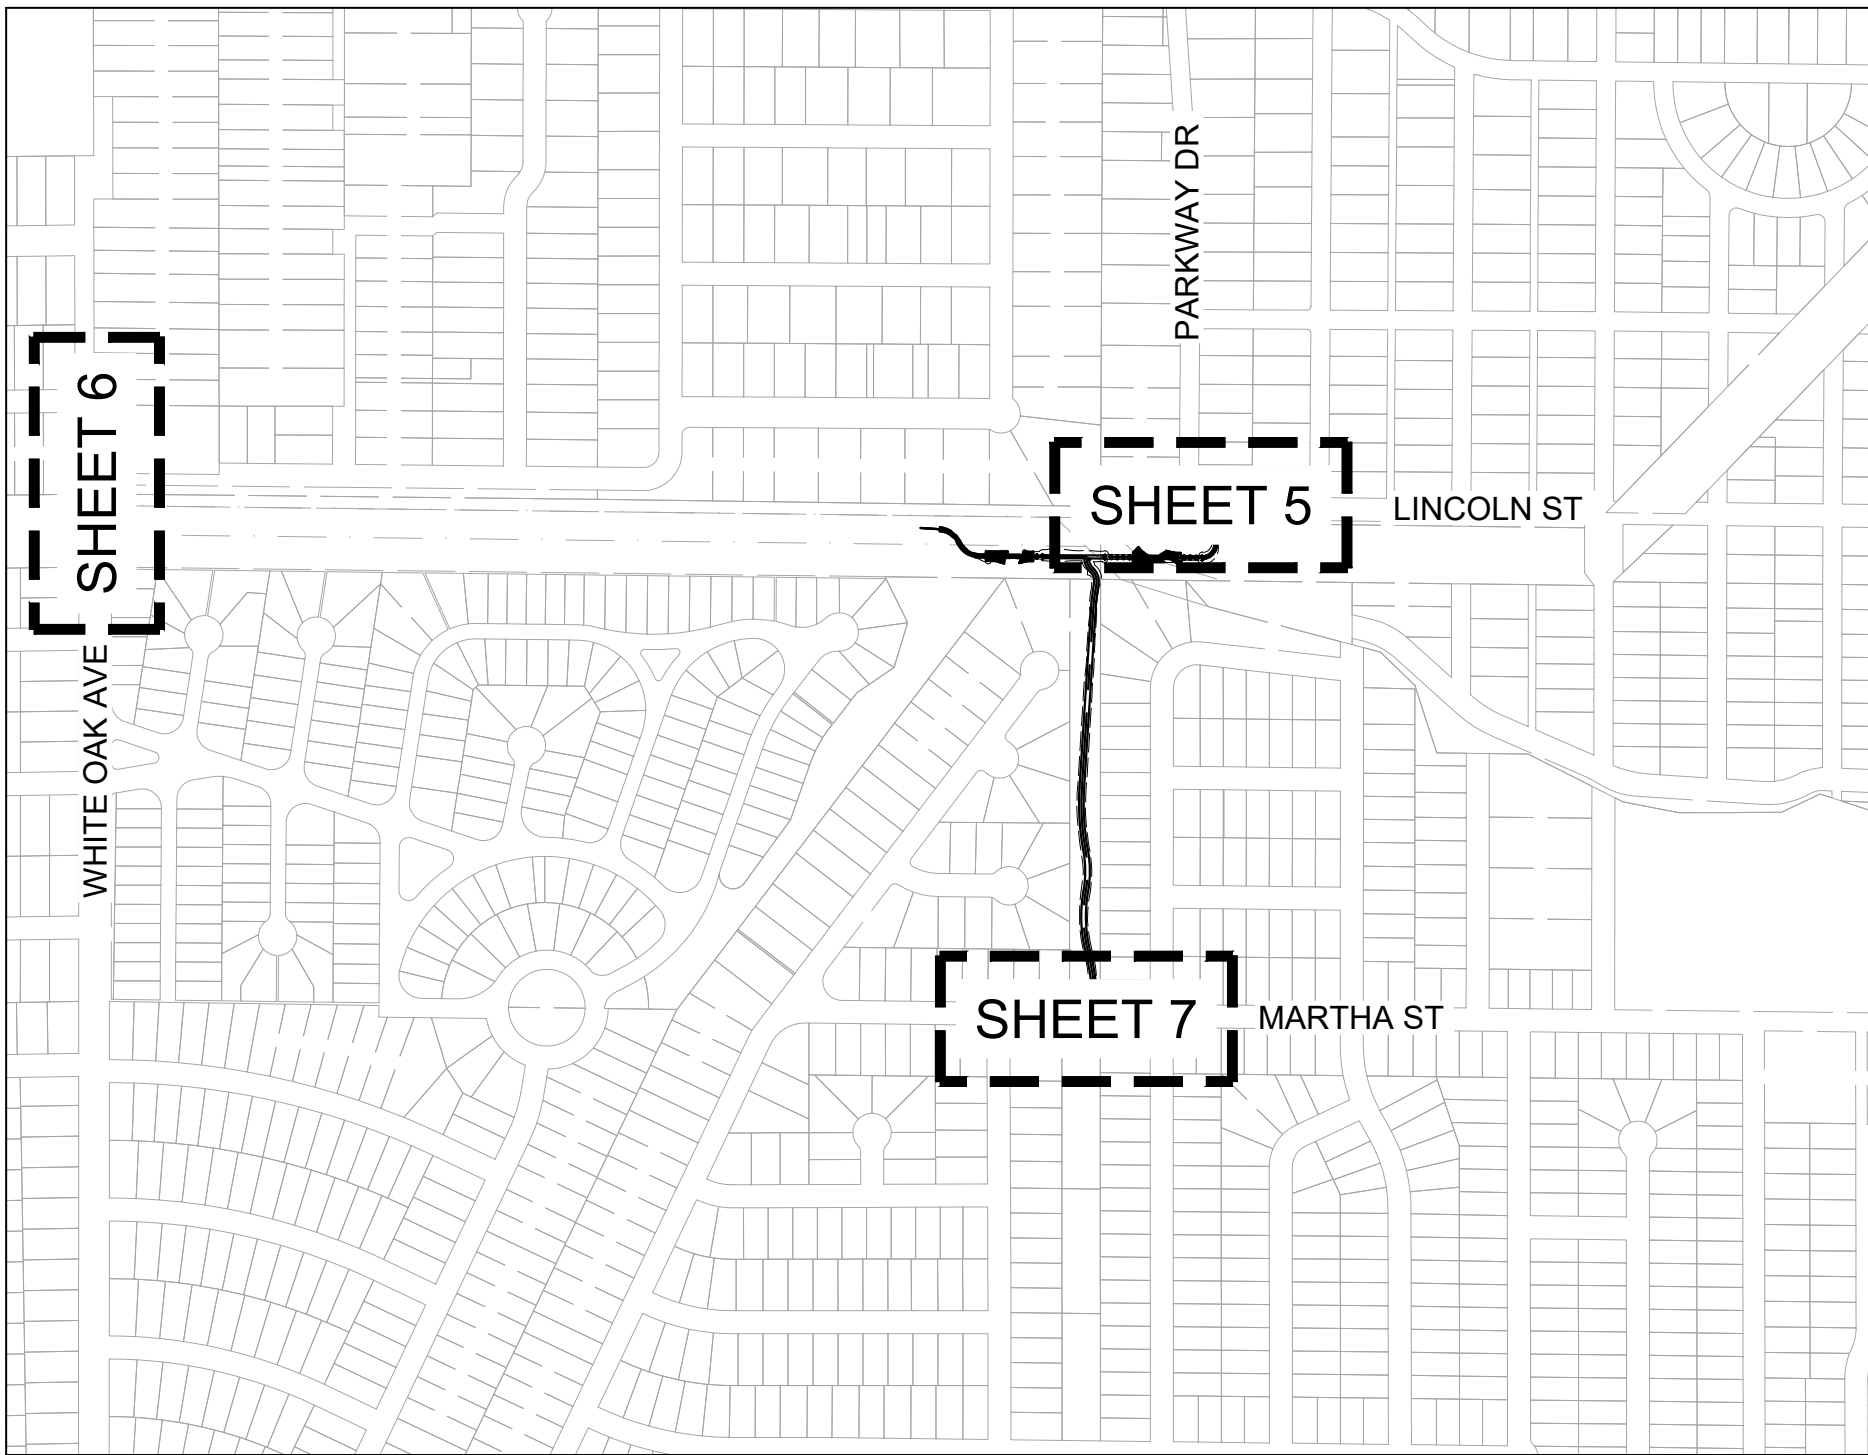 PARKWAY DR
SHEET 6
SHEET 5
LINCOLN ST
WHITE OAK AVE
SHEET 7
MARTHA ST